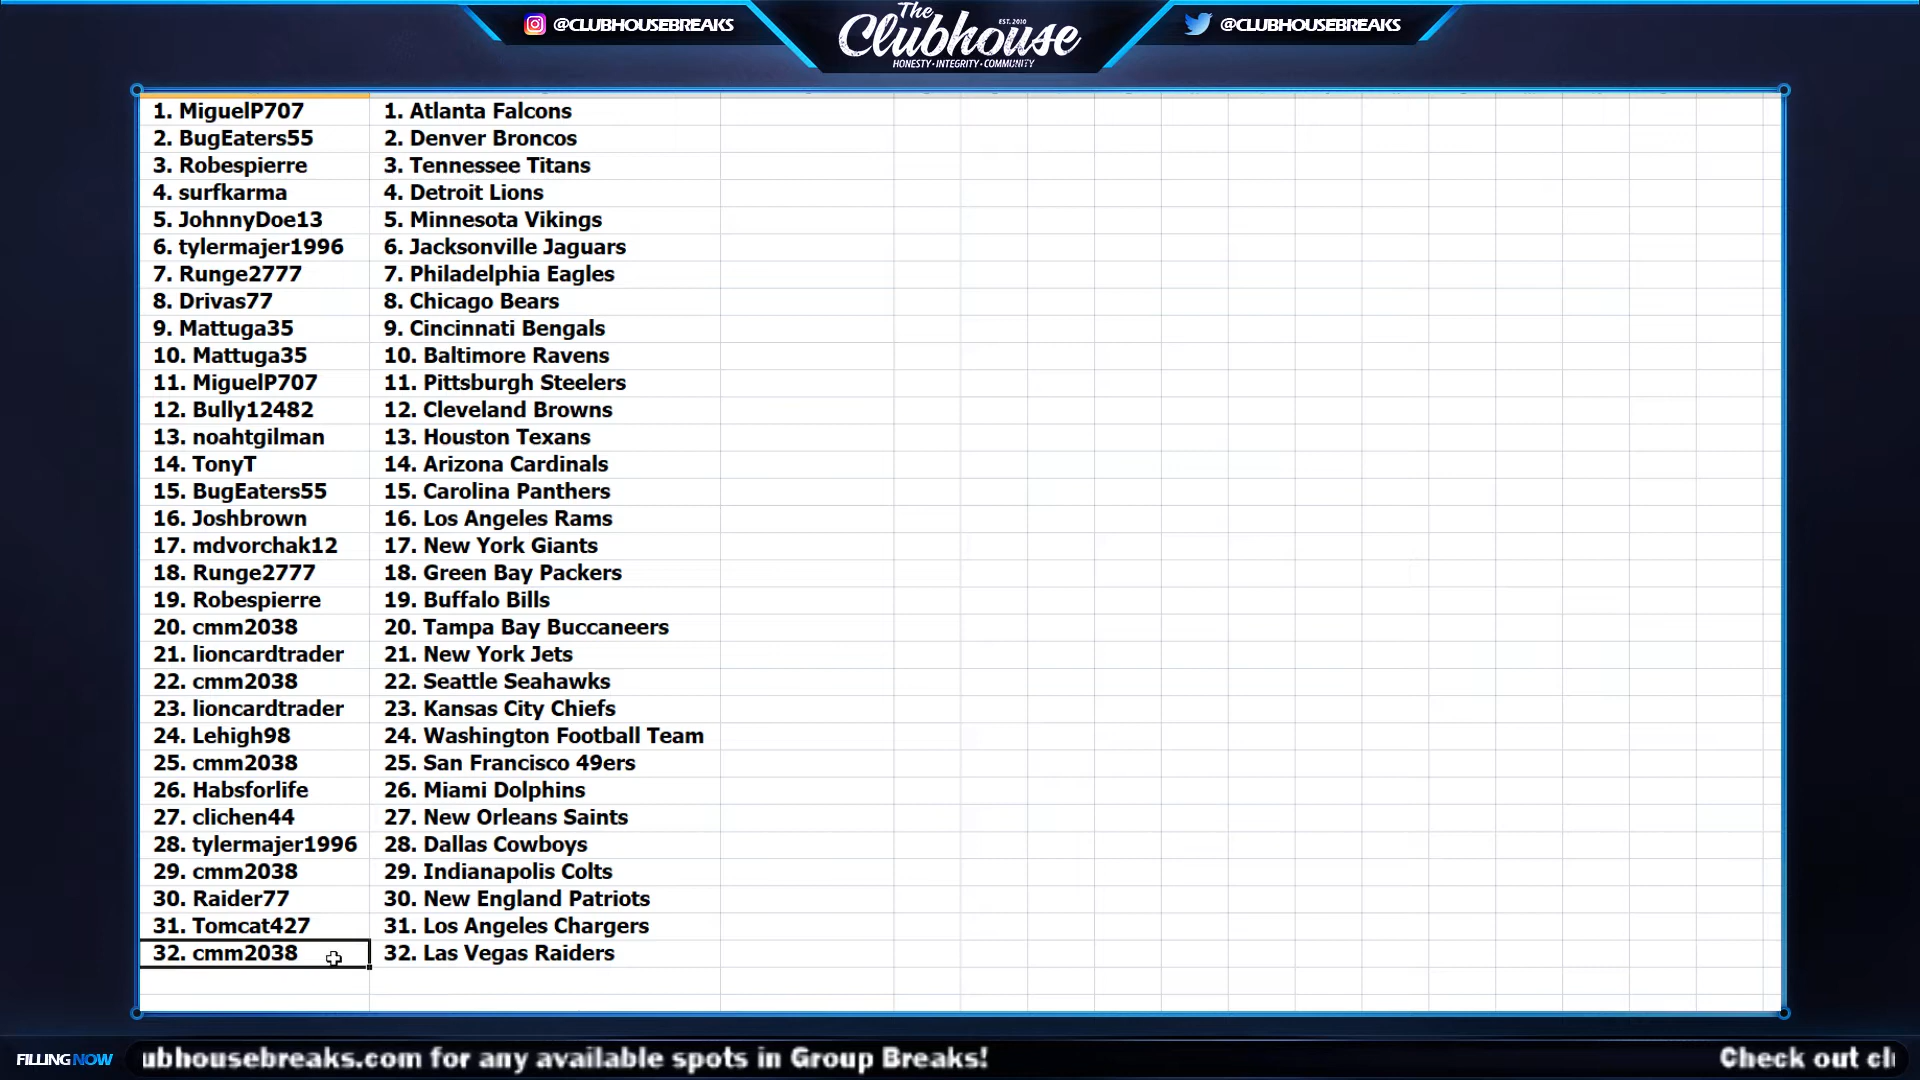 @CLUBHOUSEBREAKS
The
Clubhouse
EST. 2010
HONESTY • INTEGRITY • COMMUNITY
@CLUBHOUSEBREAKS
1. MiguelP707 1. Atlanta Falcons
2. BugEaters55 2. Denver Broncos
3. Robespierre 3. Tennessee Titans
4. surfkarma 4. Detroit Lions
5. JohnnyDoe13 5. Minnesota Vikings
6. tylermajer1996 6. Jacksonville Jaguars
7. Runge2777 7. Philadelphia Eagles
8. Drivas77 8. Chicago Bears
9. Mattuga35 9. Cincinnati Bengals
10. Mattuga35 10. Baltimore Ravens
11. MiguelP707 11. Pittsburgh Steelers
12. Bully12482 12. Cleveland Browns
13. noahtgilman 13. Houston Texans
14. TonyT 14. Arizona Cardinals
15. BugEaters55 15. Carolina Panthers
16. Joshbrown 16. Los Angeles Rams
17. mdvorchak12 17. New York Giants
18. Runge2777 18. Green Bay Packers
19. Robespierre 19. Buffalo Bills
20. cmm2038 20. Tampa Bay Buccaneers
21. lioncardtrader 21. New York Jets
22. cmm2038 22. Seattle Seahawks
23. lioncardtrader 23. Kansas City Chiefs
24. Lehigh98 24. Washington Football Team
25. cmm2038 25. San Francisco 49ers
26. Habsforlife 26. Miami Dolphins
27. clichen44 27. New Orleans Saints
28. tylermajer1996 28. Dallas Cowboys
29. cmm2038 29. Indianapolis Colts
30. Raider77 30. New England Patriots
31. Tomcat427 31. Los Angeles Chargers
32. cmm2038 32. Las Vegas Raiders
FILLING NOW ubhousebreaks.com for any available spots in Group Breaks! Check out cl